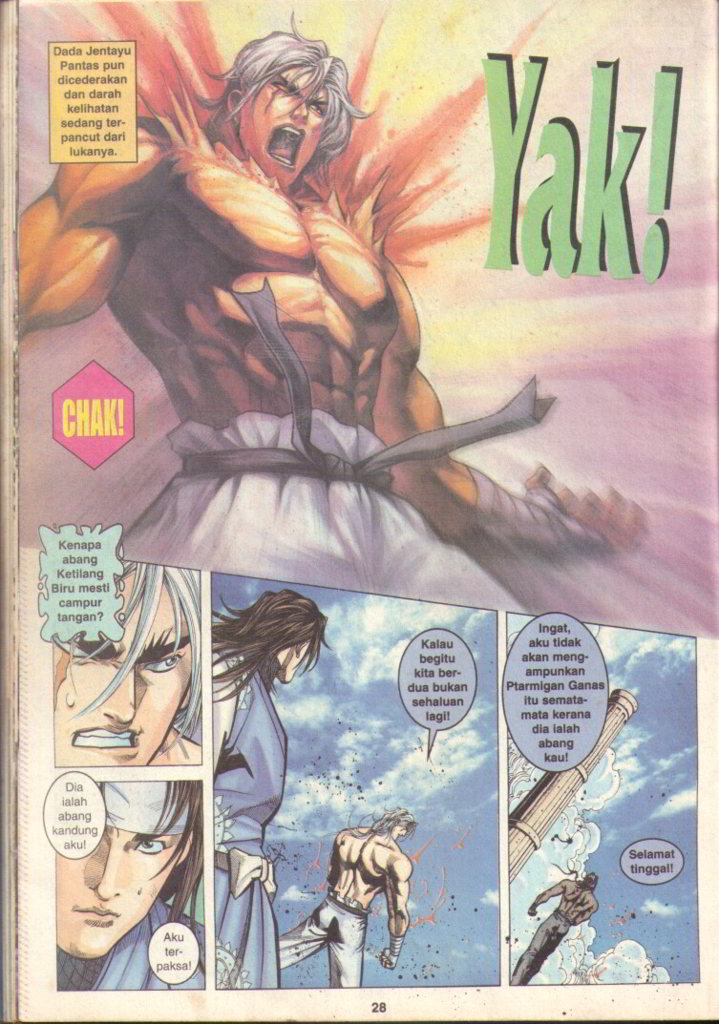 Dada Jentayu
Pantas pun
dicederakan
dan darah
kelihatan
sedang ter-
pancut dari
lukanya.
Yak!
CHAK!
Kenapa
abang
Ketilang
Biru mesti
campur
tangan?
Dia
ialah
abang
kandung
aku!
Aku
ter-
paksa!
Kalau
begitu
kita ber-
dua bukan
sehaluan
lagi!
Ingat,
aku tidak
akan meng-
ampunkan
Ptarmigan Ganas
itu semata-
mata kerana
dia ialah
abang
kau!
Selamat
tinggal!
28